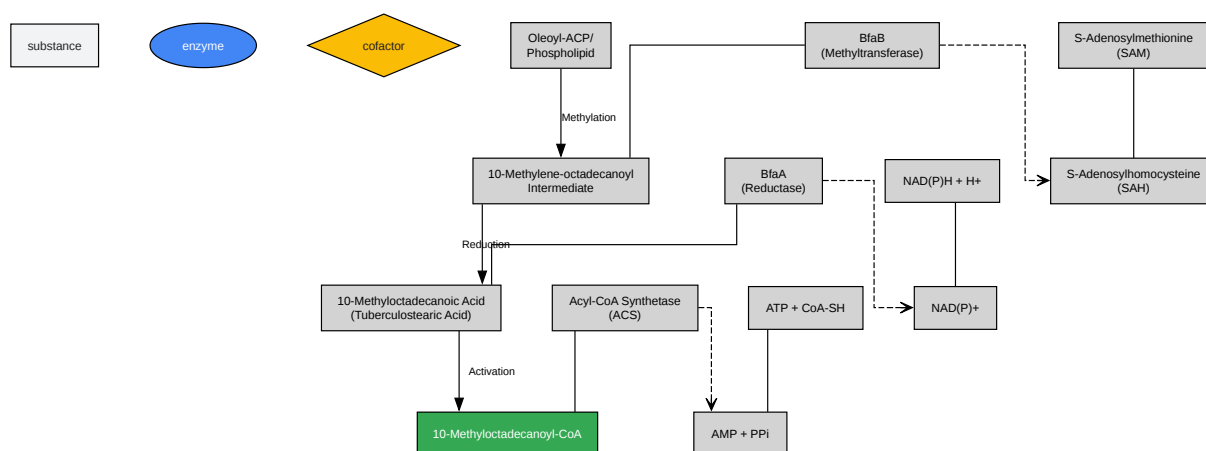 substance
enzyme
cofactor
Oleoyl-ACP/
Phospholipid
BfaB
(Methyltransferase)
S-Adenosylmethionine
(SAM)
Methylation
10-Methylene-octadecanoyl
Intermediate
BfaA
(Reductase)
NAD(P)H + H+
S-Adenosylhomocysteine
(SAH)
Reduction
10-Methyloctadecanoic Acid
(Tuberculostearic Acid)
Acyl-CoA Synthetase
(ACS)
ATP + CoA-SH
NAD(P)+
Activation
10-Methyloctadecanoyl-CoA
AMP + PPi